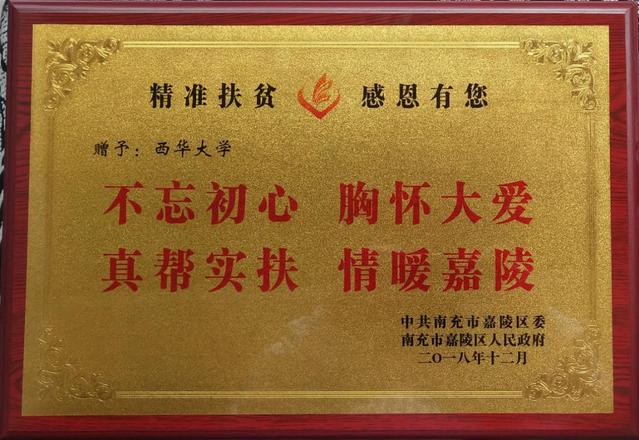 精准扶贫 感恩有您
赠予：西华大学
不忘初心 胸怀大爱
真帮实扶 情暖嘉陵
中共南充市嘉陵区委
南充市嘉陵区人民政府
二〇一八年十二月